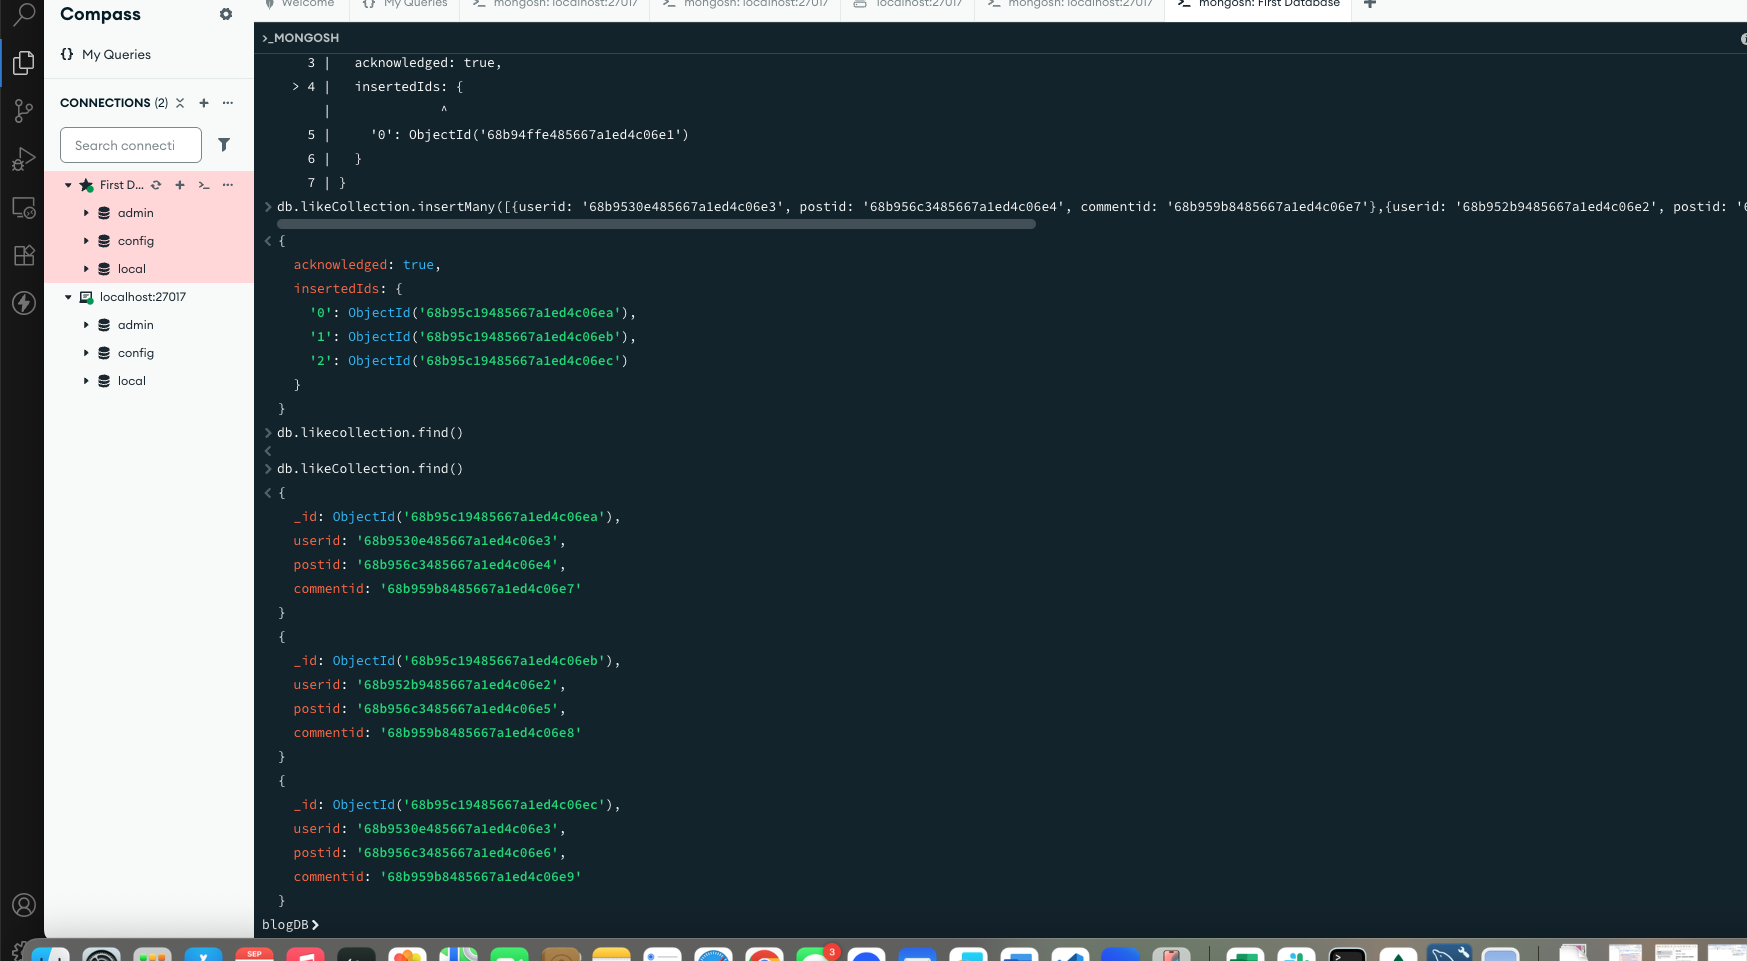 Compass
My Queries
CONNECTIONS (2)
Search connecti
First D...
admin
config
local
localhost:27017
admin
config
local
Welcome
{} My Queries
mongosh: localhost:27017
mongosh: localhost:27017
localhost:27017
mongosh: localhost:27017
mongosh: First Database
>_MONGOSH
3 |   acknowledged: true,
> 4 |   insertedIds: {
|              ^
5 |     '0': ObjectId('68b94ffe485667a1ed4c06e1')
6 |   }
7 | }
> db.likeCollection.insertMany([{userid: '68b9530e485667a1ed4c06e3', postid: '68b956c3485667a1ed4c06e4', commentid: '68b959b8485667a1ed4c06e7'},{userid: '68b952b9485667a1ed4c06e2', postid: '6
< {
acknowledged: true,
insertedIds: {
'0': ObjectId('68b95c19485667a1ed4c06ea'),
'1': ObjectId('68b95c19485667a1ed4c06eb'),
'2': ObjectId('68b95c19485667a1ed4c06ec')
}
}
> db.likecollection.find()
<
> db.likeCollection.find()
< {
_id: ObjectId('68b95c19485667a1ed4c06ea'),
userid: '68b9530e485667a1ed4c06e3',
postid: '68b956c3485667a1ed4c06e4',
commentid: '68b959b8485667a1ed4c06e7'
}
{
_id: ObjectId('68b95c19485667a1ed4c06eb'),
userid: '68b952b9485667a1ed4c06e2',
postid: '68b956c3485667a1ed4c06e5',
commentid: '68b959b8485667a1ed4c06e8'
}
{
_id: ObjectId('68b95c19485667a1ed4c06ec'),
userid: '68b9530e485667a1ed4c06e3',
postid: '68b956c3485667a1ed4c06e6',
commentid: '68b959b8485667a1ed4c06e9'
}
blogDB>
SEP
3